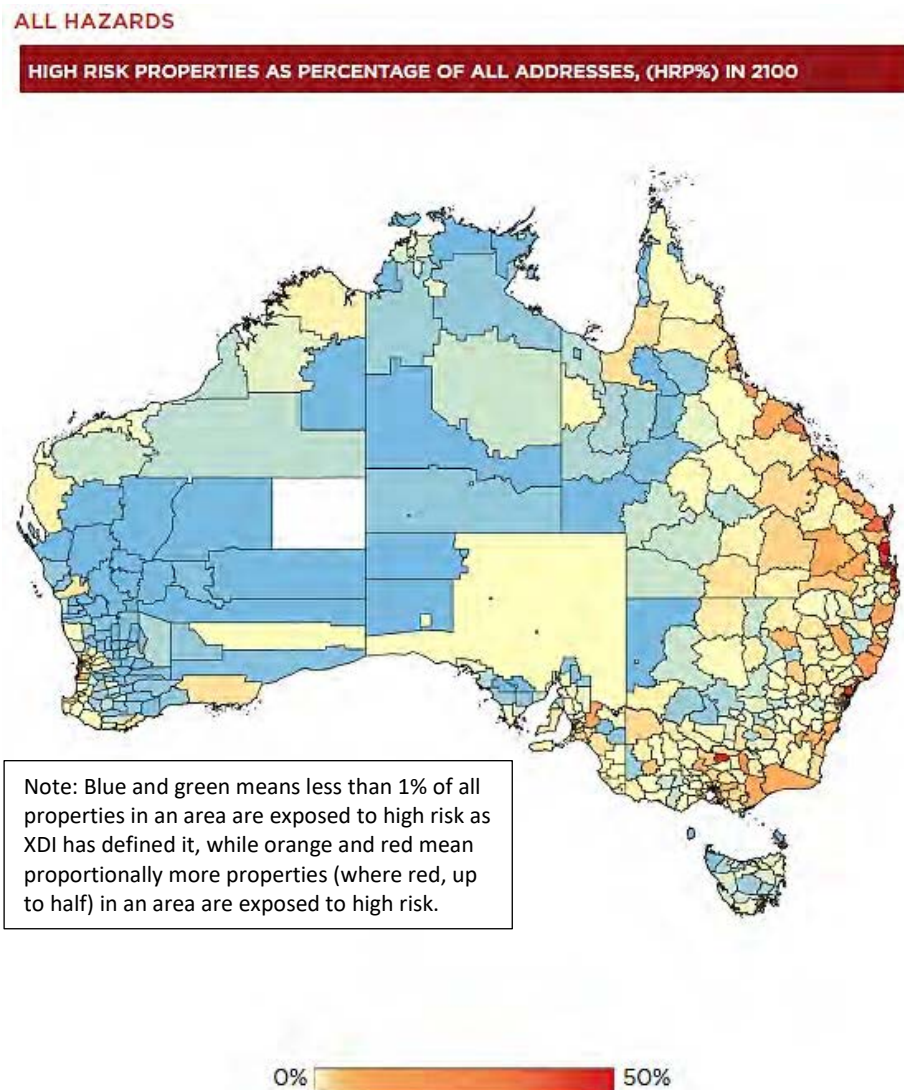 ALL HAZARDS
HIGH RISK PROPERTIES AS PERCENTAGE OF ALL ADDRESSES, (HRP%) IN 2100
Note: Blue and green means less than 1% of all
properties in an area are exposed to high risk as
XDI has defined it, while orange and red mean
proportionally more properties (where red, up
to half) in an area are exposed to high risk.
0% 50%